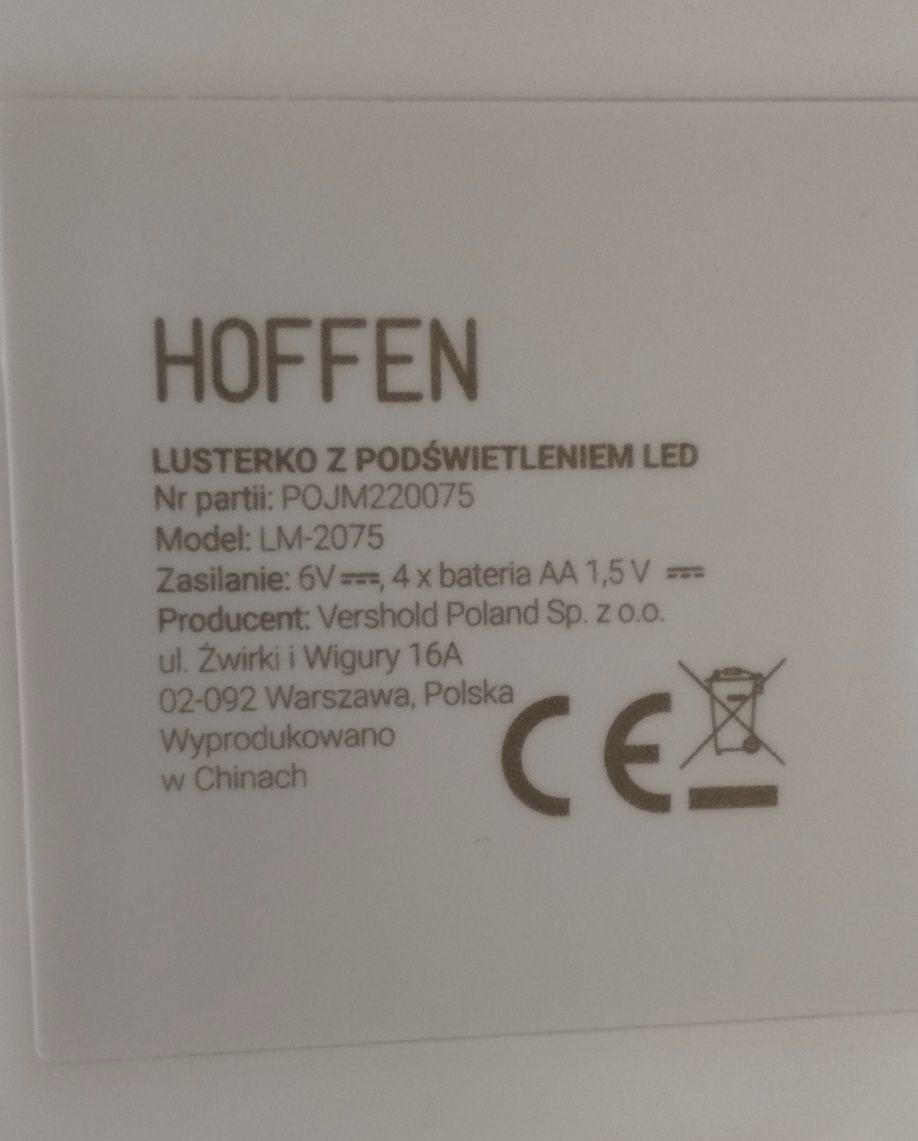 HOFFEN
LUSTERKO Z PODŚWIETLENIEM LED
Nr partii: POJM220075
Model: LM-2075
Zasilanie: 6V⎓, 4 x bateria AA 1,5 V ⎓
Producent: Vershold Poland Sp. z o.o.
ul. Żwirki i Wigury 16A
02-092 Warszawa, Polska
Wyprodukowano
w Chinach
CE